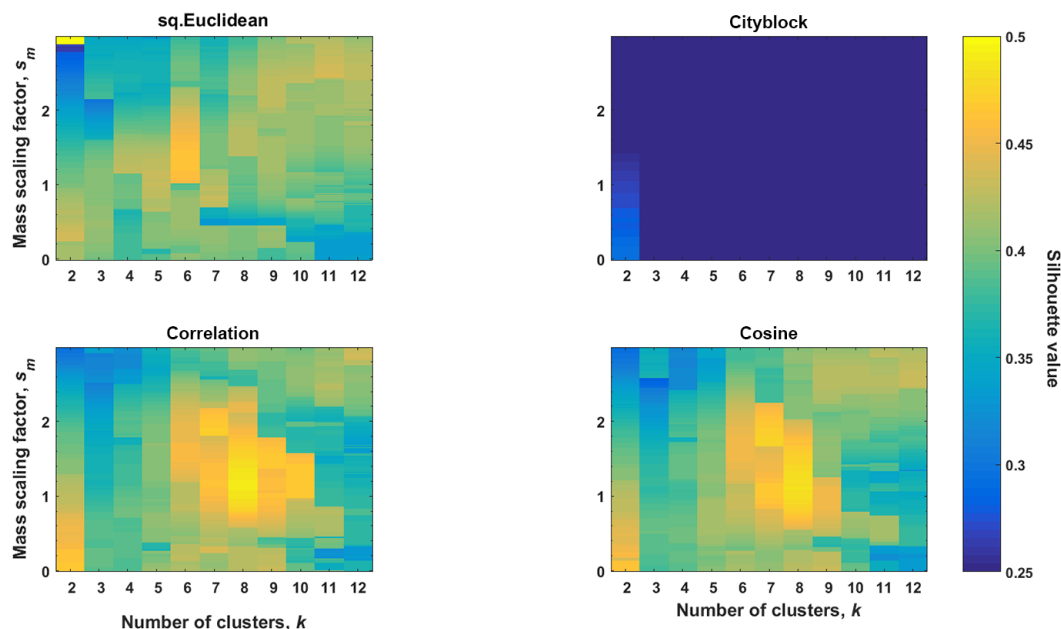 sq.Euclidean
Mass scaling factor, s_m
2
1
0
2 3 4 5 6 7 8 9 10 11 12
Cityblock
2
1
0
2 3 4 5 6 7 8 9 10 11 12
Correlation
Mass scaling factor, s_m
2
1
0
2 3 4 5 6 7 8 9 10 11 12
Number of clusters, k
Cosine
2
1
0
2 3 4 5 6 7 8 9 10 11 12
Number of clusters, k
0.5
0.45
0.4
0.35
0.3
0.25
Silhouette value